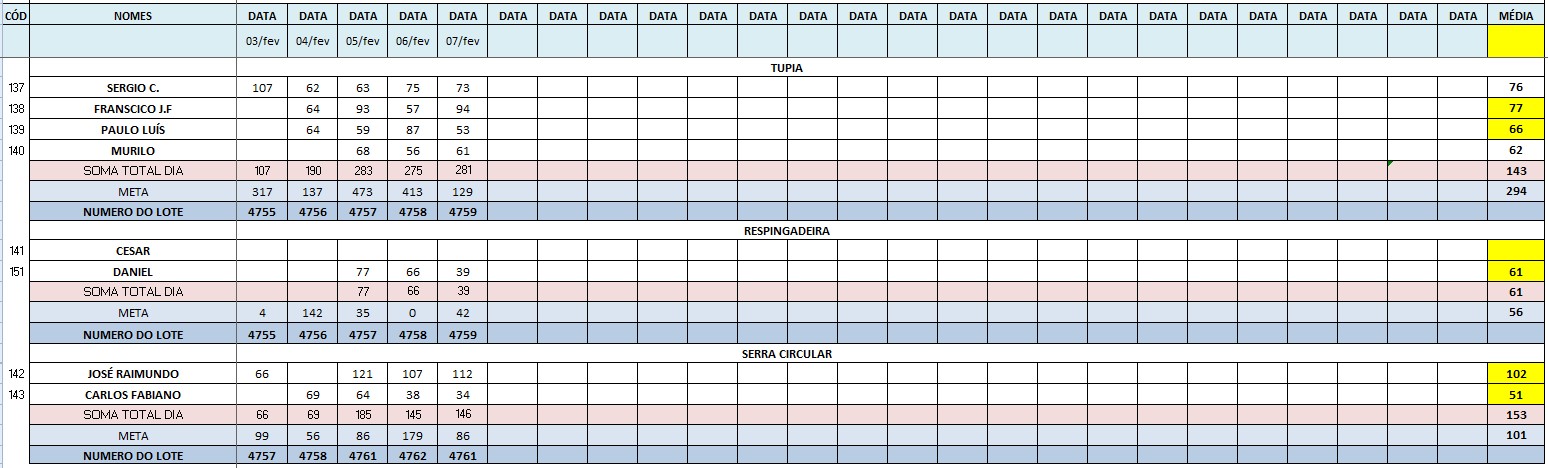 CÓD NOMES DATA DATA DATA DATA DATA DATA DATA DATA DATA DATA DATA DATA DATA DATA DATA DATA DATA DATA DATA DATA DATA DATA DATA DATA DATA MÉDIA
03/fev 04/fev 05/fev 06/fev 07/fev
TUPIA
137 SERGIO C. 107 62 63 75 73 76
138 FRANSCICO J.F 64 93 57 94 77
139 PAULO LUÍS 64 59 87 53 66
140 MURILO 68 56 61 62
SOMA TOTAL DIA 107 190 283 275 281 143
META 317 137 473 413 129 294
NUMERO DO LOTE 4755 4756 4757 4758 4759
RESPINGADEIRA
141 CESAR
151 DANIEL 77 66 39 61
SOMA TOTAL DIA 77 66 39 61
META 4 142 35 0 42 56
NUMERO DO LOTE 4755 4756 4757 4758 4759
SERRA CIRCULAR
142 JOSÉ RAIMUNDO 66 121 107 112 102
143 CARLOS FABIANO 69 64 38 34 51
SOMA TOTAL DIA 66 69 185 145 146 153
META 99 56 86 179 86 101
NUMERO DO LOTE 4757 4758 4761 4762 4761